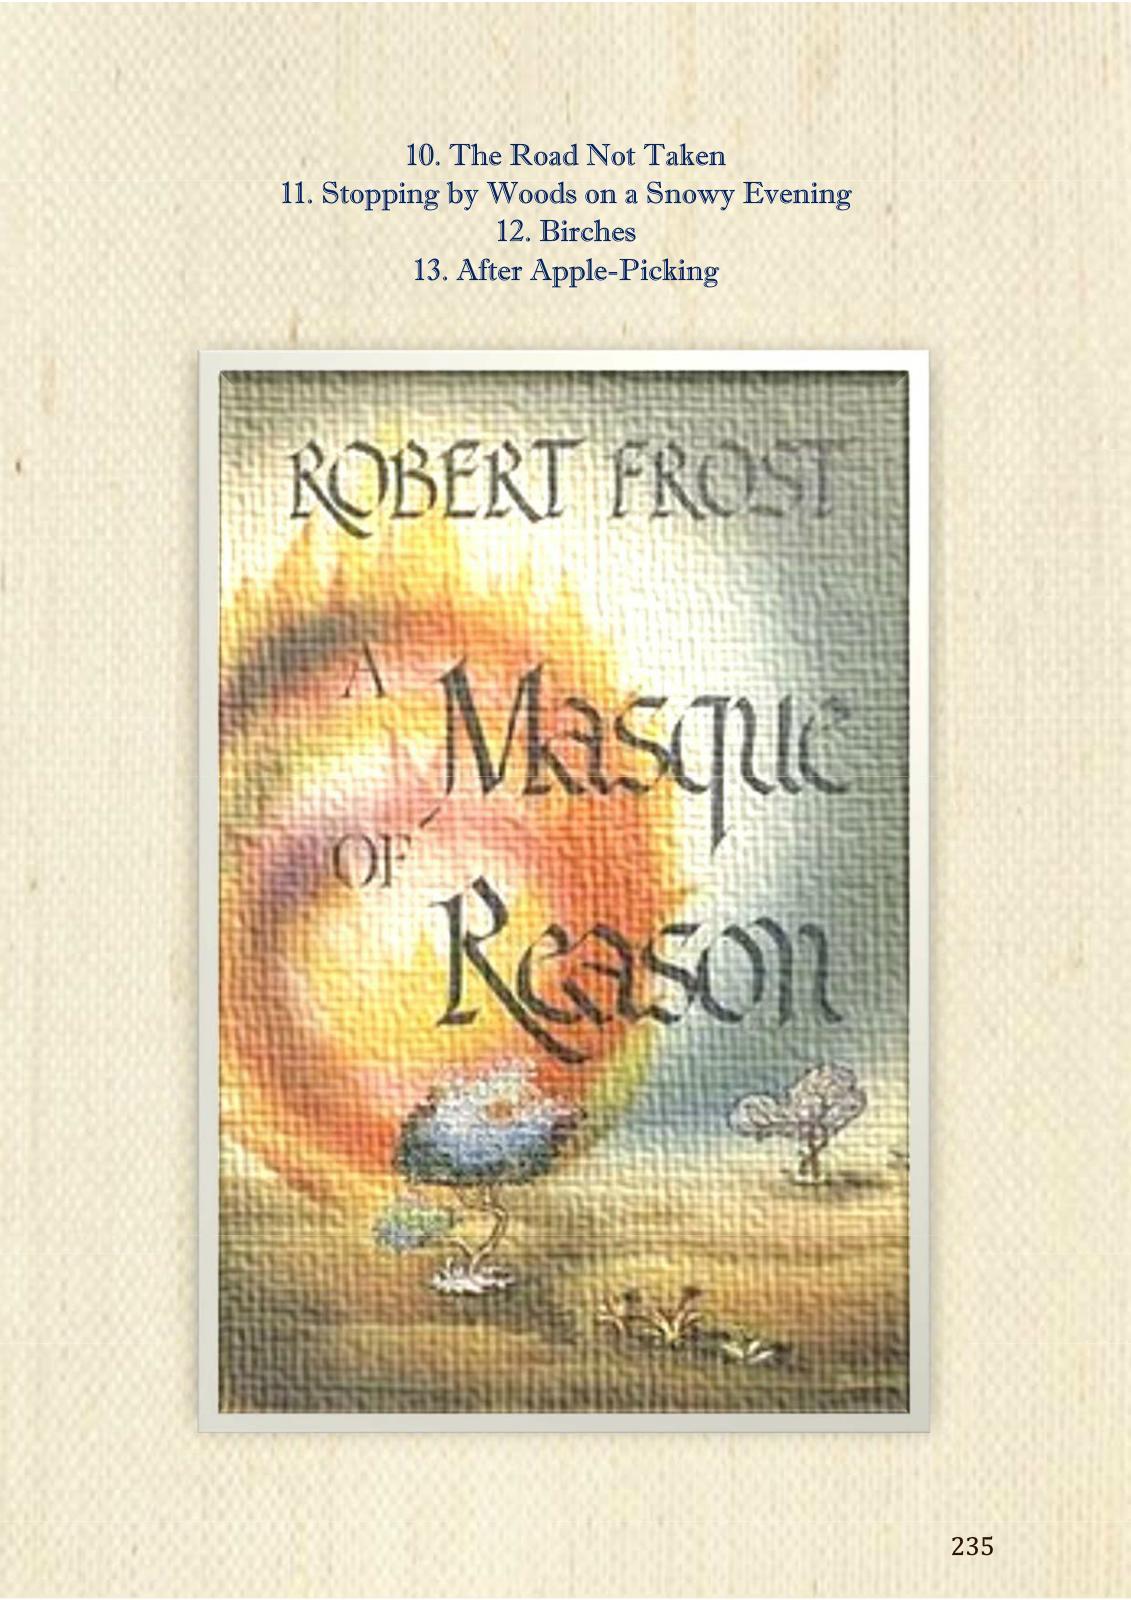 10. The Road Not Taken
11. Stopping by Woods on a Snowy Evening
12. Birches
13. After Apple-Picking
ROBERT FROST
A
Masque
OF
Reason
235